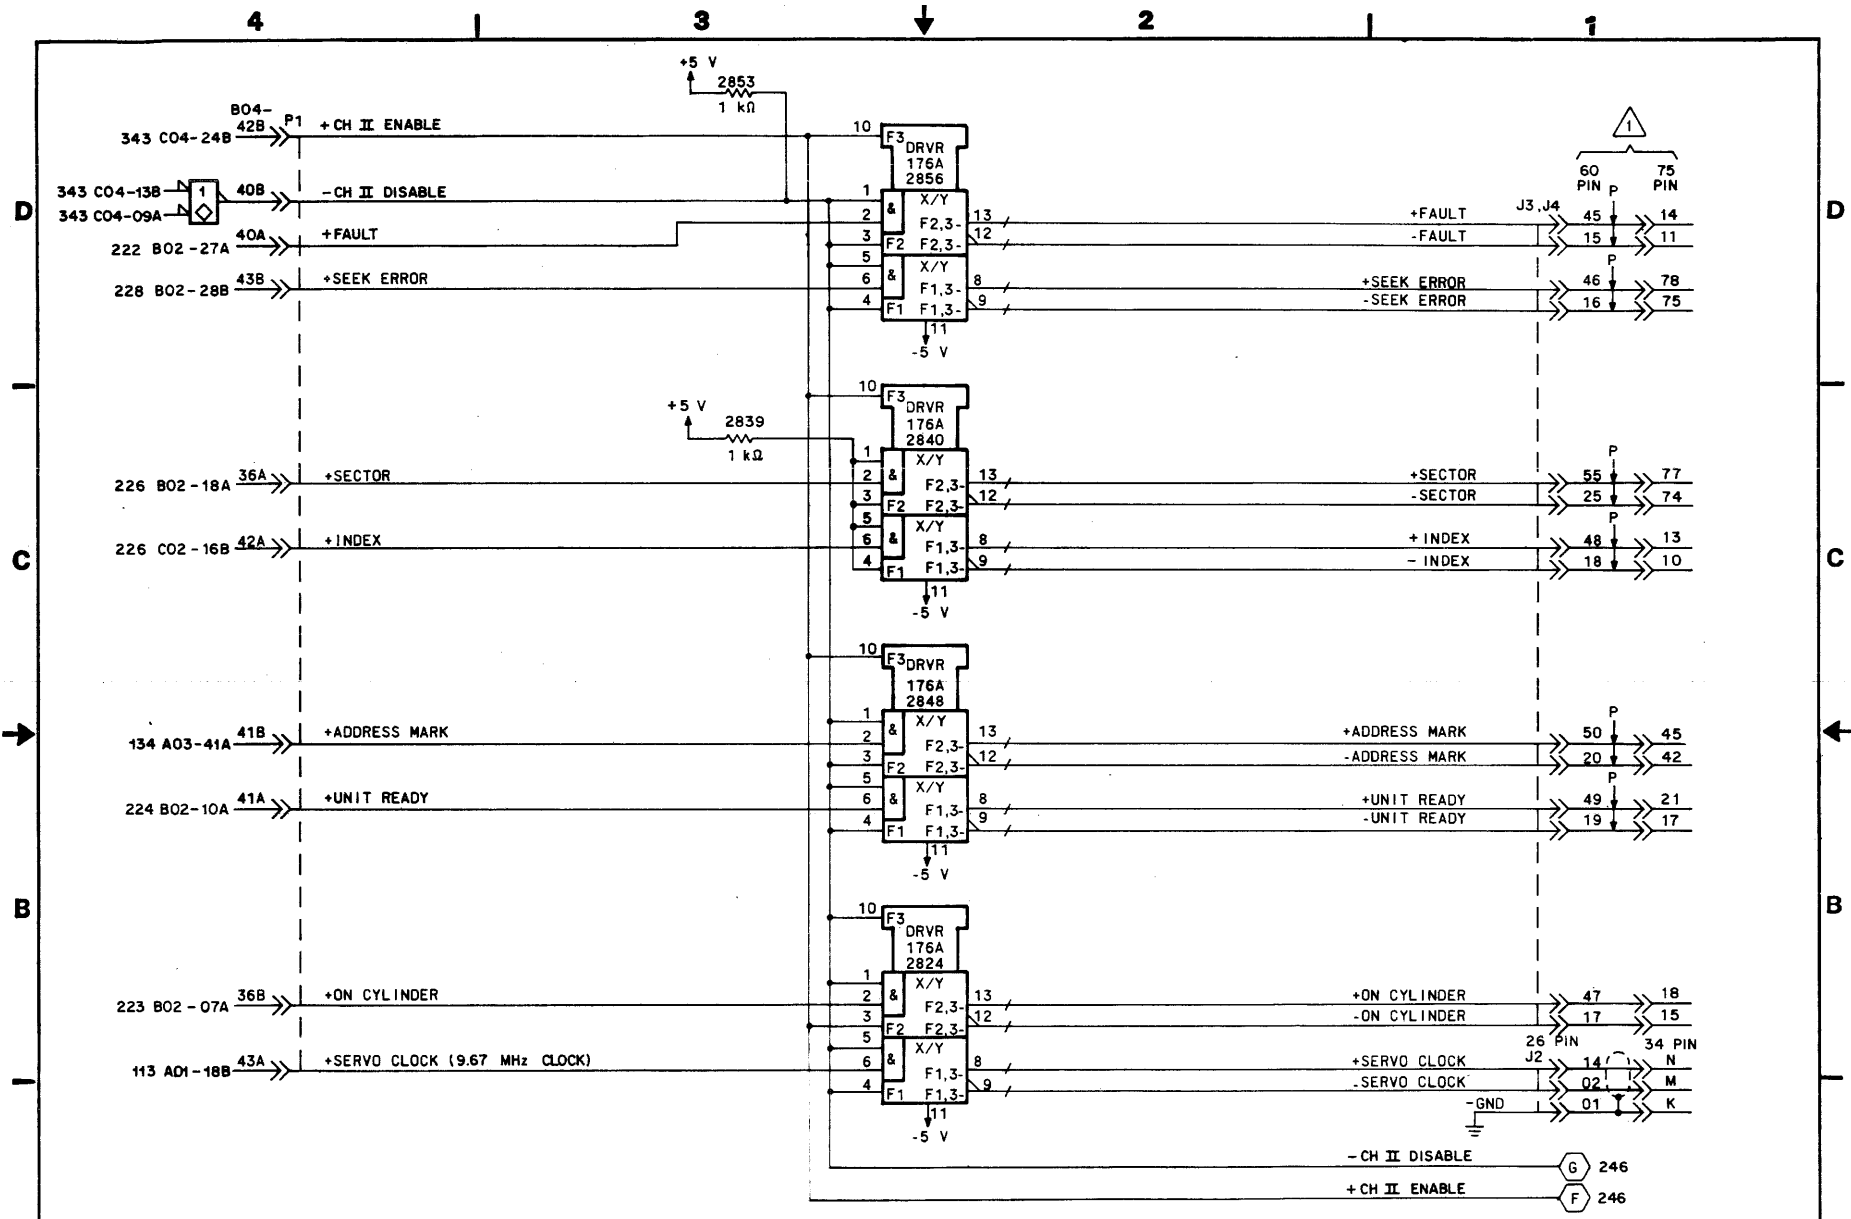 4 3 2 1
+5 V
2853
1 kΩ
B04-
343 C04-24B 42B P1 +CH II ENABLE
10 F3
DRVR
176A
2856
1
60 PIN
75 PIN
343 C04-13B 1 40B -CH II DISABLE
343 C04-09A
D
1 & X/Y
2 F2,3- 13
3 F2 F2,3- 12
J3,J4 P
+FAULT 45 14
-FAULT 15 11
D
222 B02-27A 40A +FAULT
5 & X/Y
6 F1,3- 8
4 F1 F1,3- 9
11
-5 V
228 B02-28B 43B +SEEK ERROR
P
+SEEK ERROR 46 78
-SEEK ERROR 16 75
10 F3
DRVR
176A
2840
+5 V
2839
1 kΩ
1 & X/Y
2 F2,3- 13
3 F2 F2,3- 12
226 B02-18A 36A +SECTOR
P
+SECTOR 55 77
-SECTOR 25 74
5 & X/Y
6 F1,3- 8
4 F1 F1,3- 9
11
-5 V
C
226 C02-16B 42A +INDEX
P
+INDEX 48 13
-INDEX 18 10
C
10 F3
DRVR
176A
2848
1 & X/Y
2 F2,3- 13
3 F2 F2,3- 12
134 A03-41A 41B +ADDRESS MARK
P
+ADDRESS MARK 50 45
-ADDRESS MARK 20 42
5 & X/Y
6 F1,3- 8
4 F1 F1,3- 9
11
-5 V
224 B02-10A 41A +UNIT READY
P
+UNIT READY 49 21
-UNIT READY 19 17
B B
10 F3
DRVR
176A
2824
1 & X/Y
2 F2,3- 13
3 F2 F2,3- 12
223 B02-07A 36B +ON CYLINDER
+ON CYLINDER 47 18
-ON CYLINDER 17 15
5 & X/Y
6 F1,3- 8
4 F1 F1,3- 9
11
-5 V
113 A01-18B 43A +SERVO CLOCK (9.67 MHz CLOCK)
26 PIN 34 PIN
J2
+SERVO CLOCK 14 N
-SERVO CLOCK 02 M
-GND 01 K
-CH II DISABLE G 246
+CH II ENABLE F 246